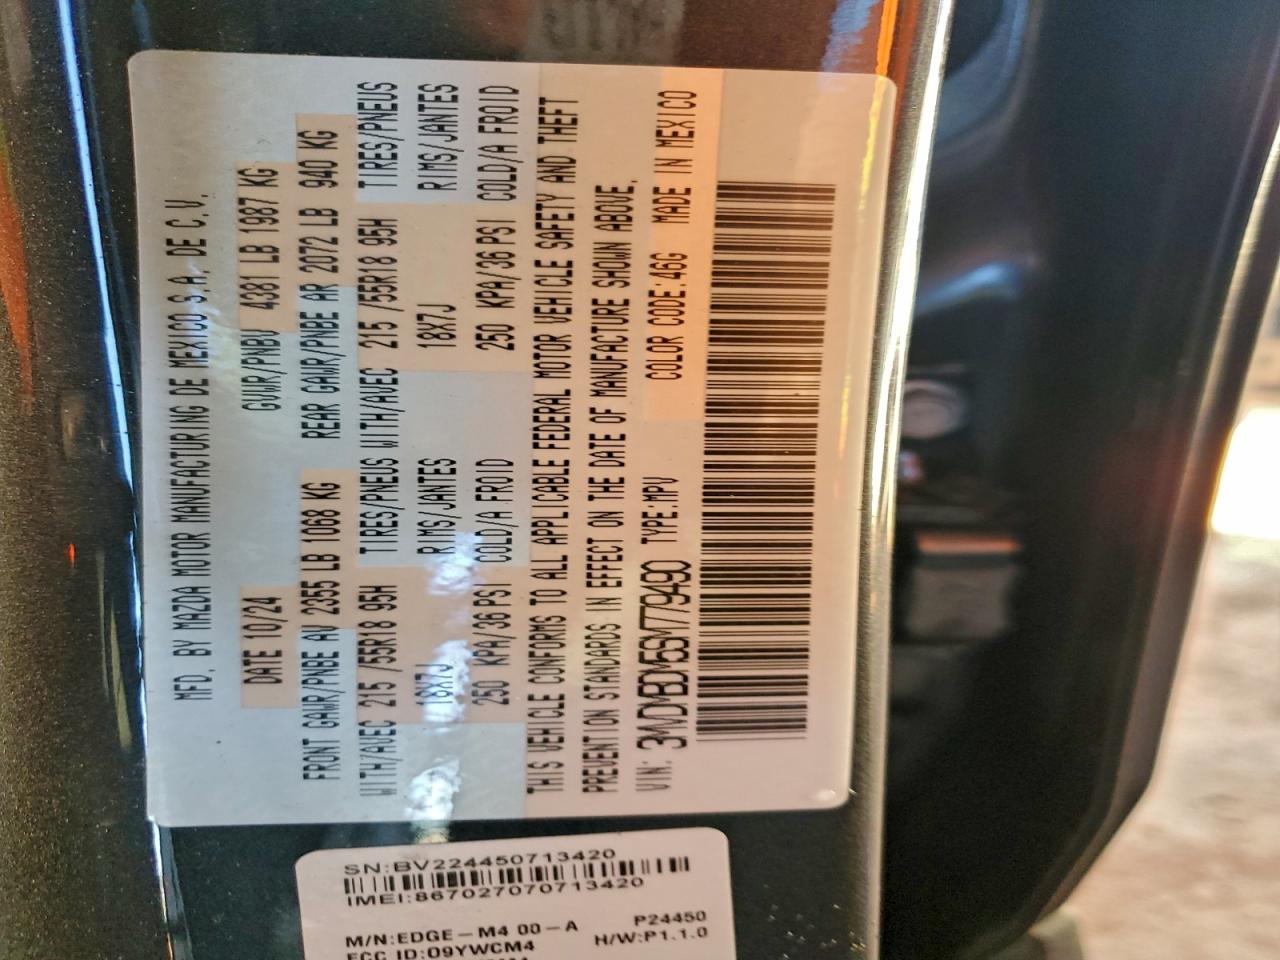 MFD. BY MAZDA MOTOR MANUFACTURING DE MEXICO S.A. DE C.V.
DATE 10/24 GVWR/PNBV 4381 LB 1987 KG
FRONT GAWR/PNBE AV 2355 LB 1068 KG REAR GAWR/PNBE AR 2072 LB 940 KG
WITH/AVEC 215 /55R18 95H TIRES/PNEUS WITH/AVEC 215 /55R18 95H TIRES/PNEUS
18X7J RIMS/JANTES 18X7J RIMS/JANTES
250 KPA/36 PSI COLD/A FROID 250 KPA/36 PSI COLD/A FROID
THIS VEHICLE CONFORMS TO ALL APPLICABLE FEDERAL MOTOR VEHICLE SAFETY AND THEFT
PREVENTION STANDARDS IN EFFECT ON THE DATE OF MANUFACTURE SHOWN ABOVE.
VIN: 3MVDMBDM5SM779490 TYPE:MPV COLOR CODE:46G MADE IN MEXICO
SN:BV224450713420
IMEI:867027070713420
M/N:EDGE-M4 00-A P24450
FCC ID:O9YWCM4 H/W:P1.1.0